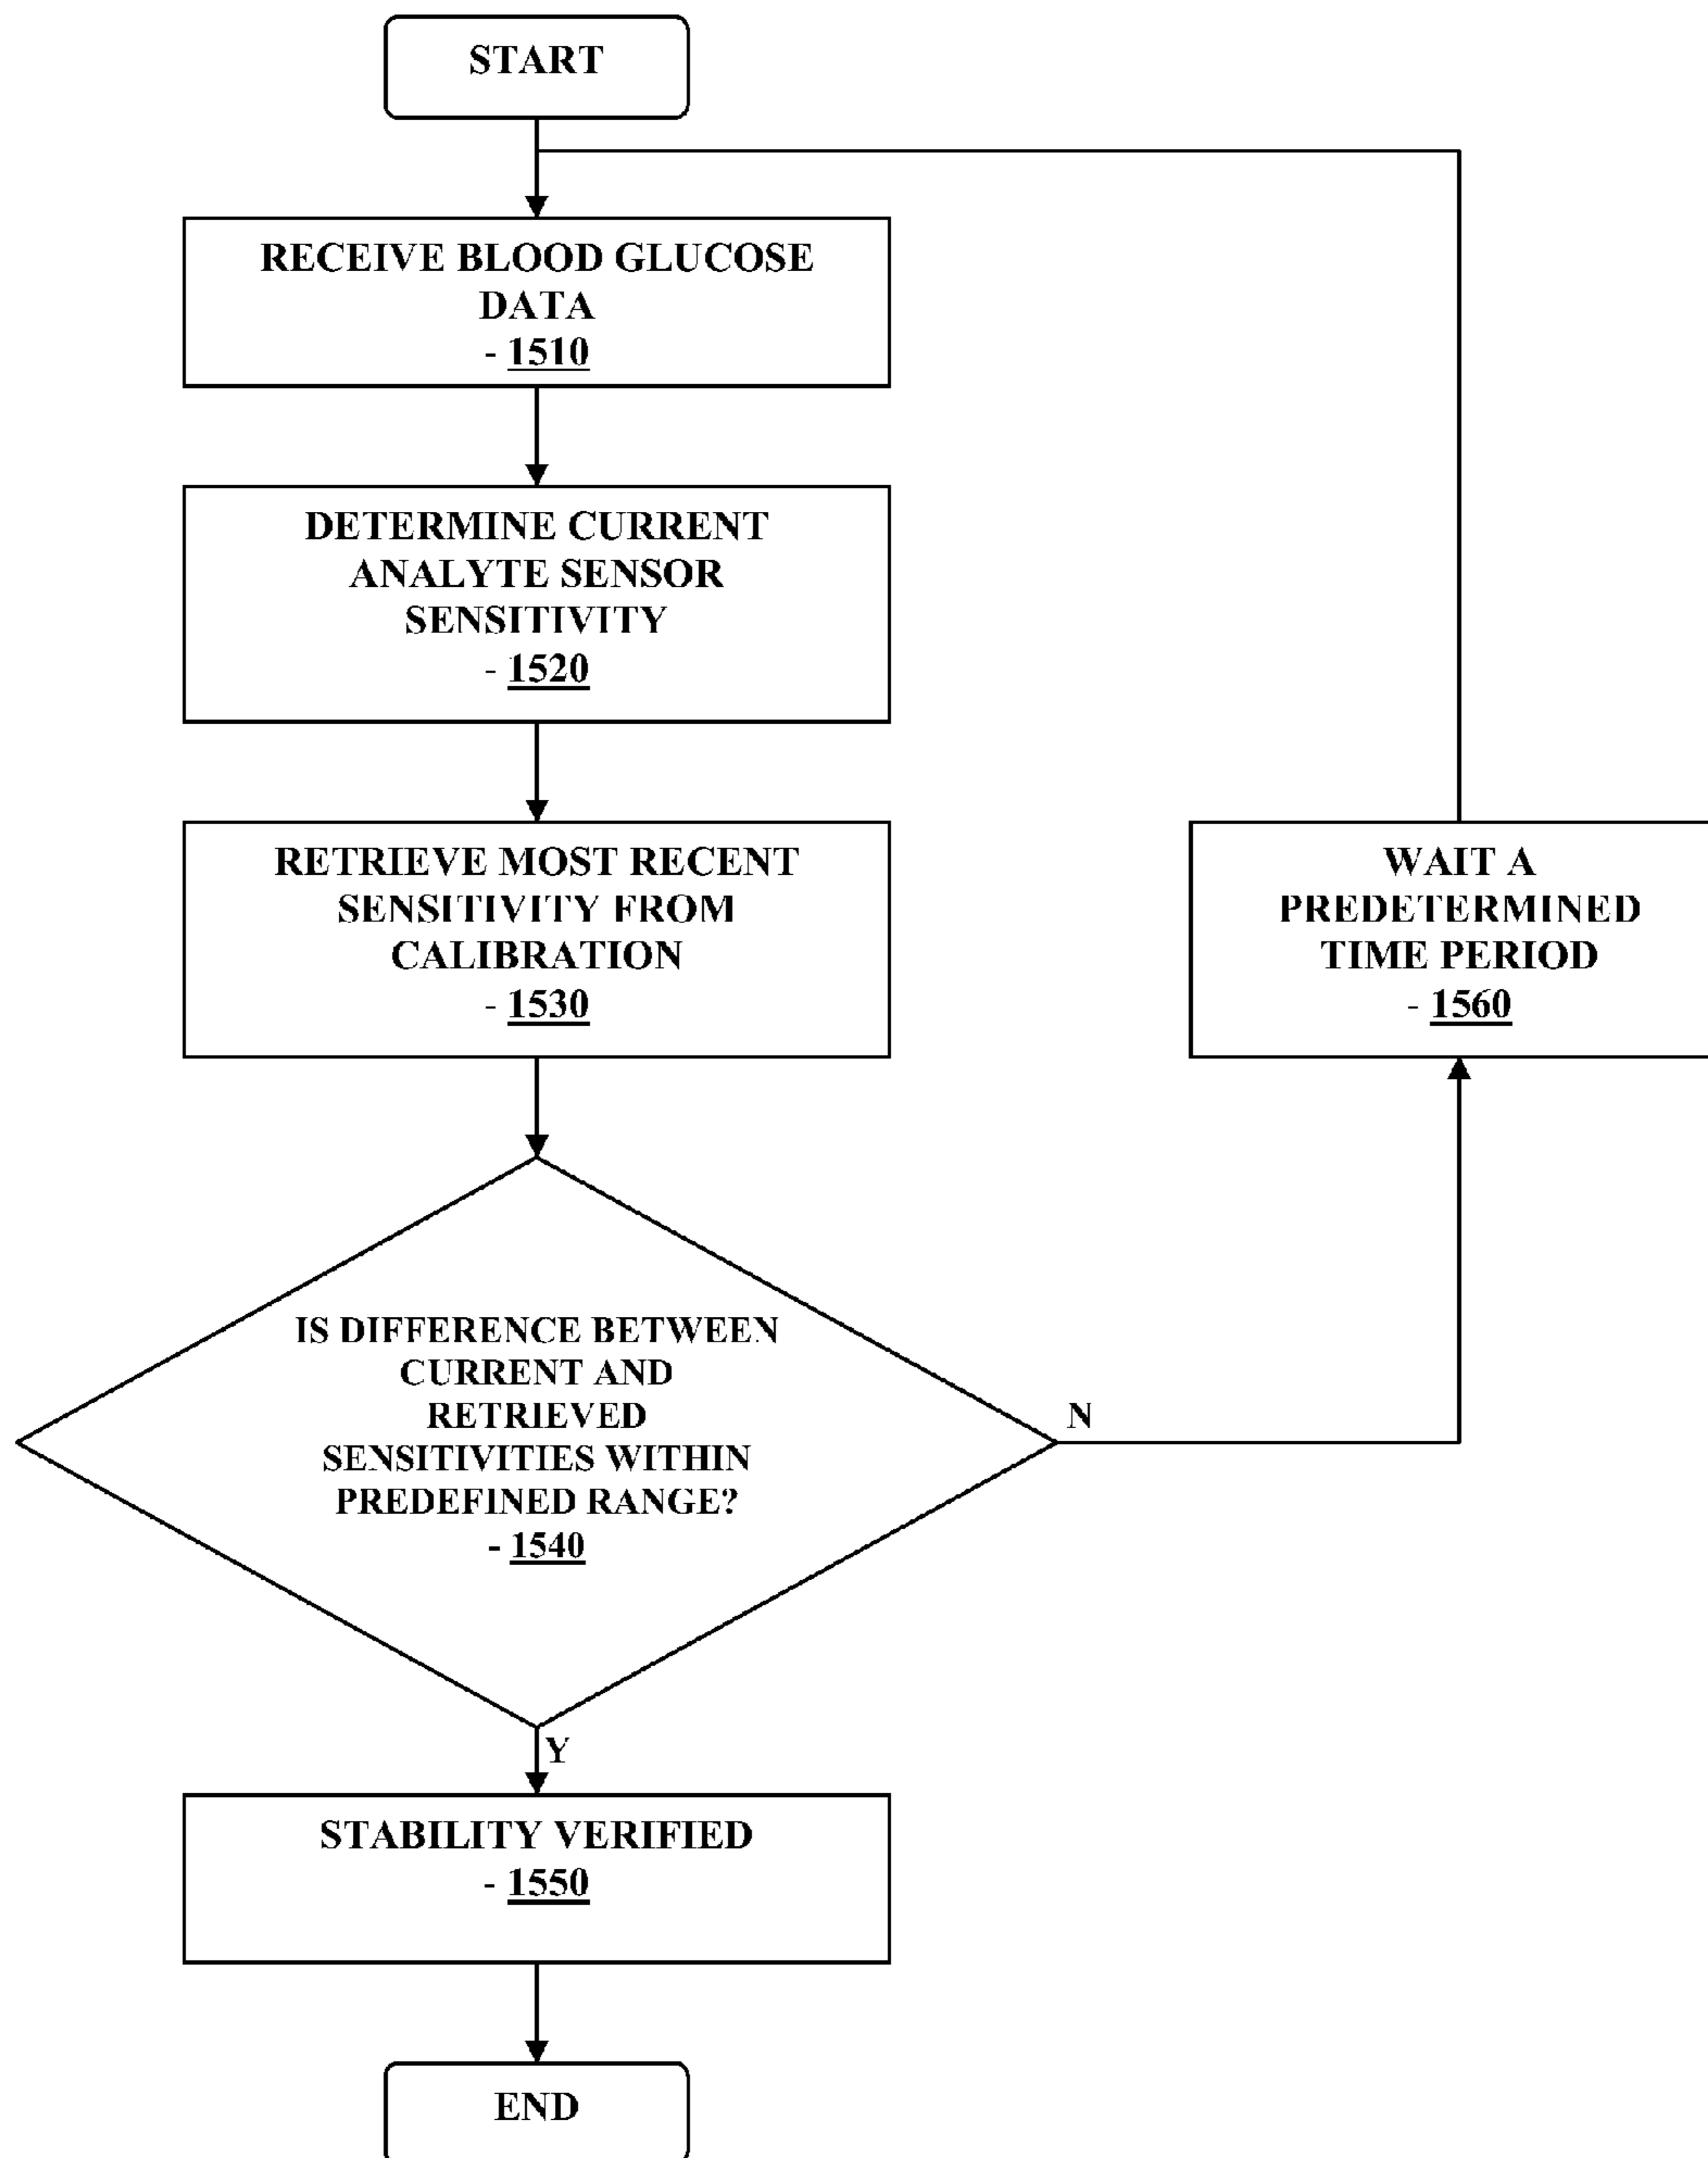 START
RECEIVE BLOOD GLUCOSE
DATA
- 1510
DETERMINE CURRENT
ANALYTE SENSOR
SENSITIVITY
- 1520
RETRIEVE MOST RECENT
SENSITIVITY FROM
CALIBRATION
- 1530
WAIT A
PREDETERMINED
TIME PERIOD
- 1560
IS DIFFERENCE BETWEEN
CURRENT AND
RETRIEVED
SENSITIVITIES WITHIN
PREDEFINED RANGE?
- 1540
N
Y
STABILITY VERIFIED
- 1550
END